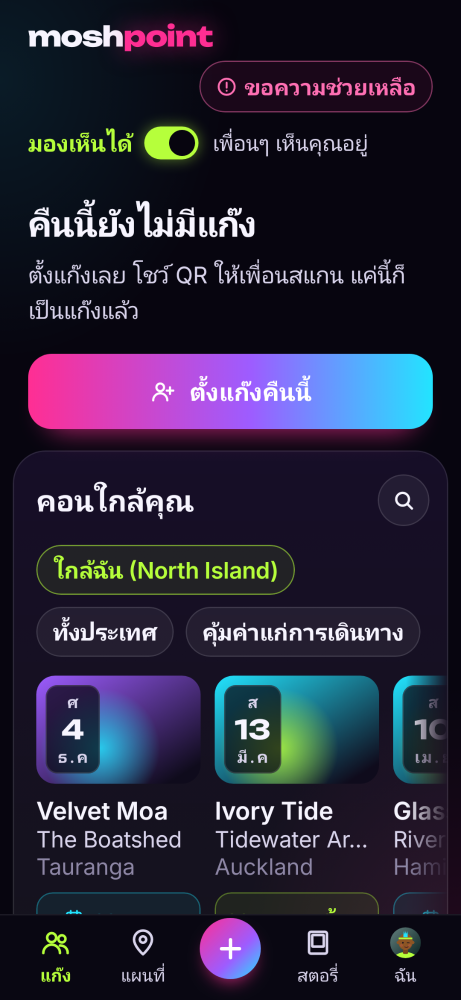 moshpoint
ขอความช่วยเหลือ
มองเห็นได้ เพื่อนๆ เห็นคุณอยู่
คืนนี้ยังไม่มีแก๊ง
ตั้งแก๊งเลย โชว์ QR ให้เพื่อนสแกน แค่นี้ก็
เป็นแก๊งแล้ว
ตั้งแก๊งคืนนี้
คอนใกล้คุณ
ใกล้ฉัน (North Island)
ทั้งประเทศ คุ้มค่าแก่การเดินทาง
ศ
4
ธ.ค
ส
13
มี.ค
ส
10
เม.
Velvet Moa
The Boatshed
Tauranga
Ivory Tide
Tidewater Ar...
Auckland
Glas
River
Hami
แก๊ง แผนที่ สตอรี่ ฉัน